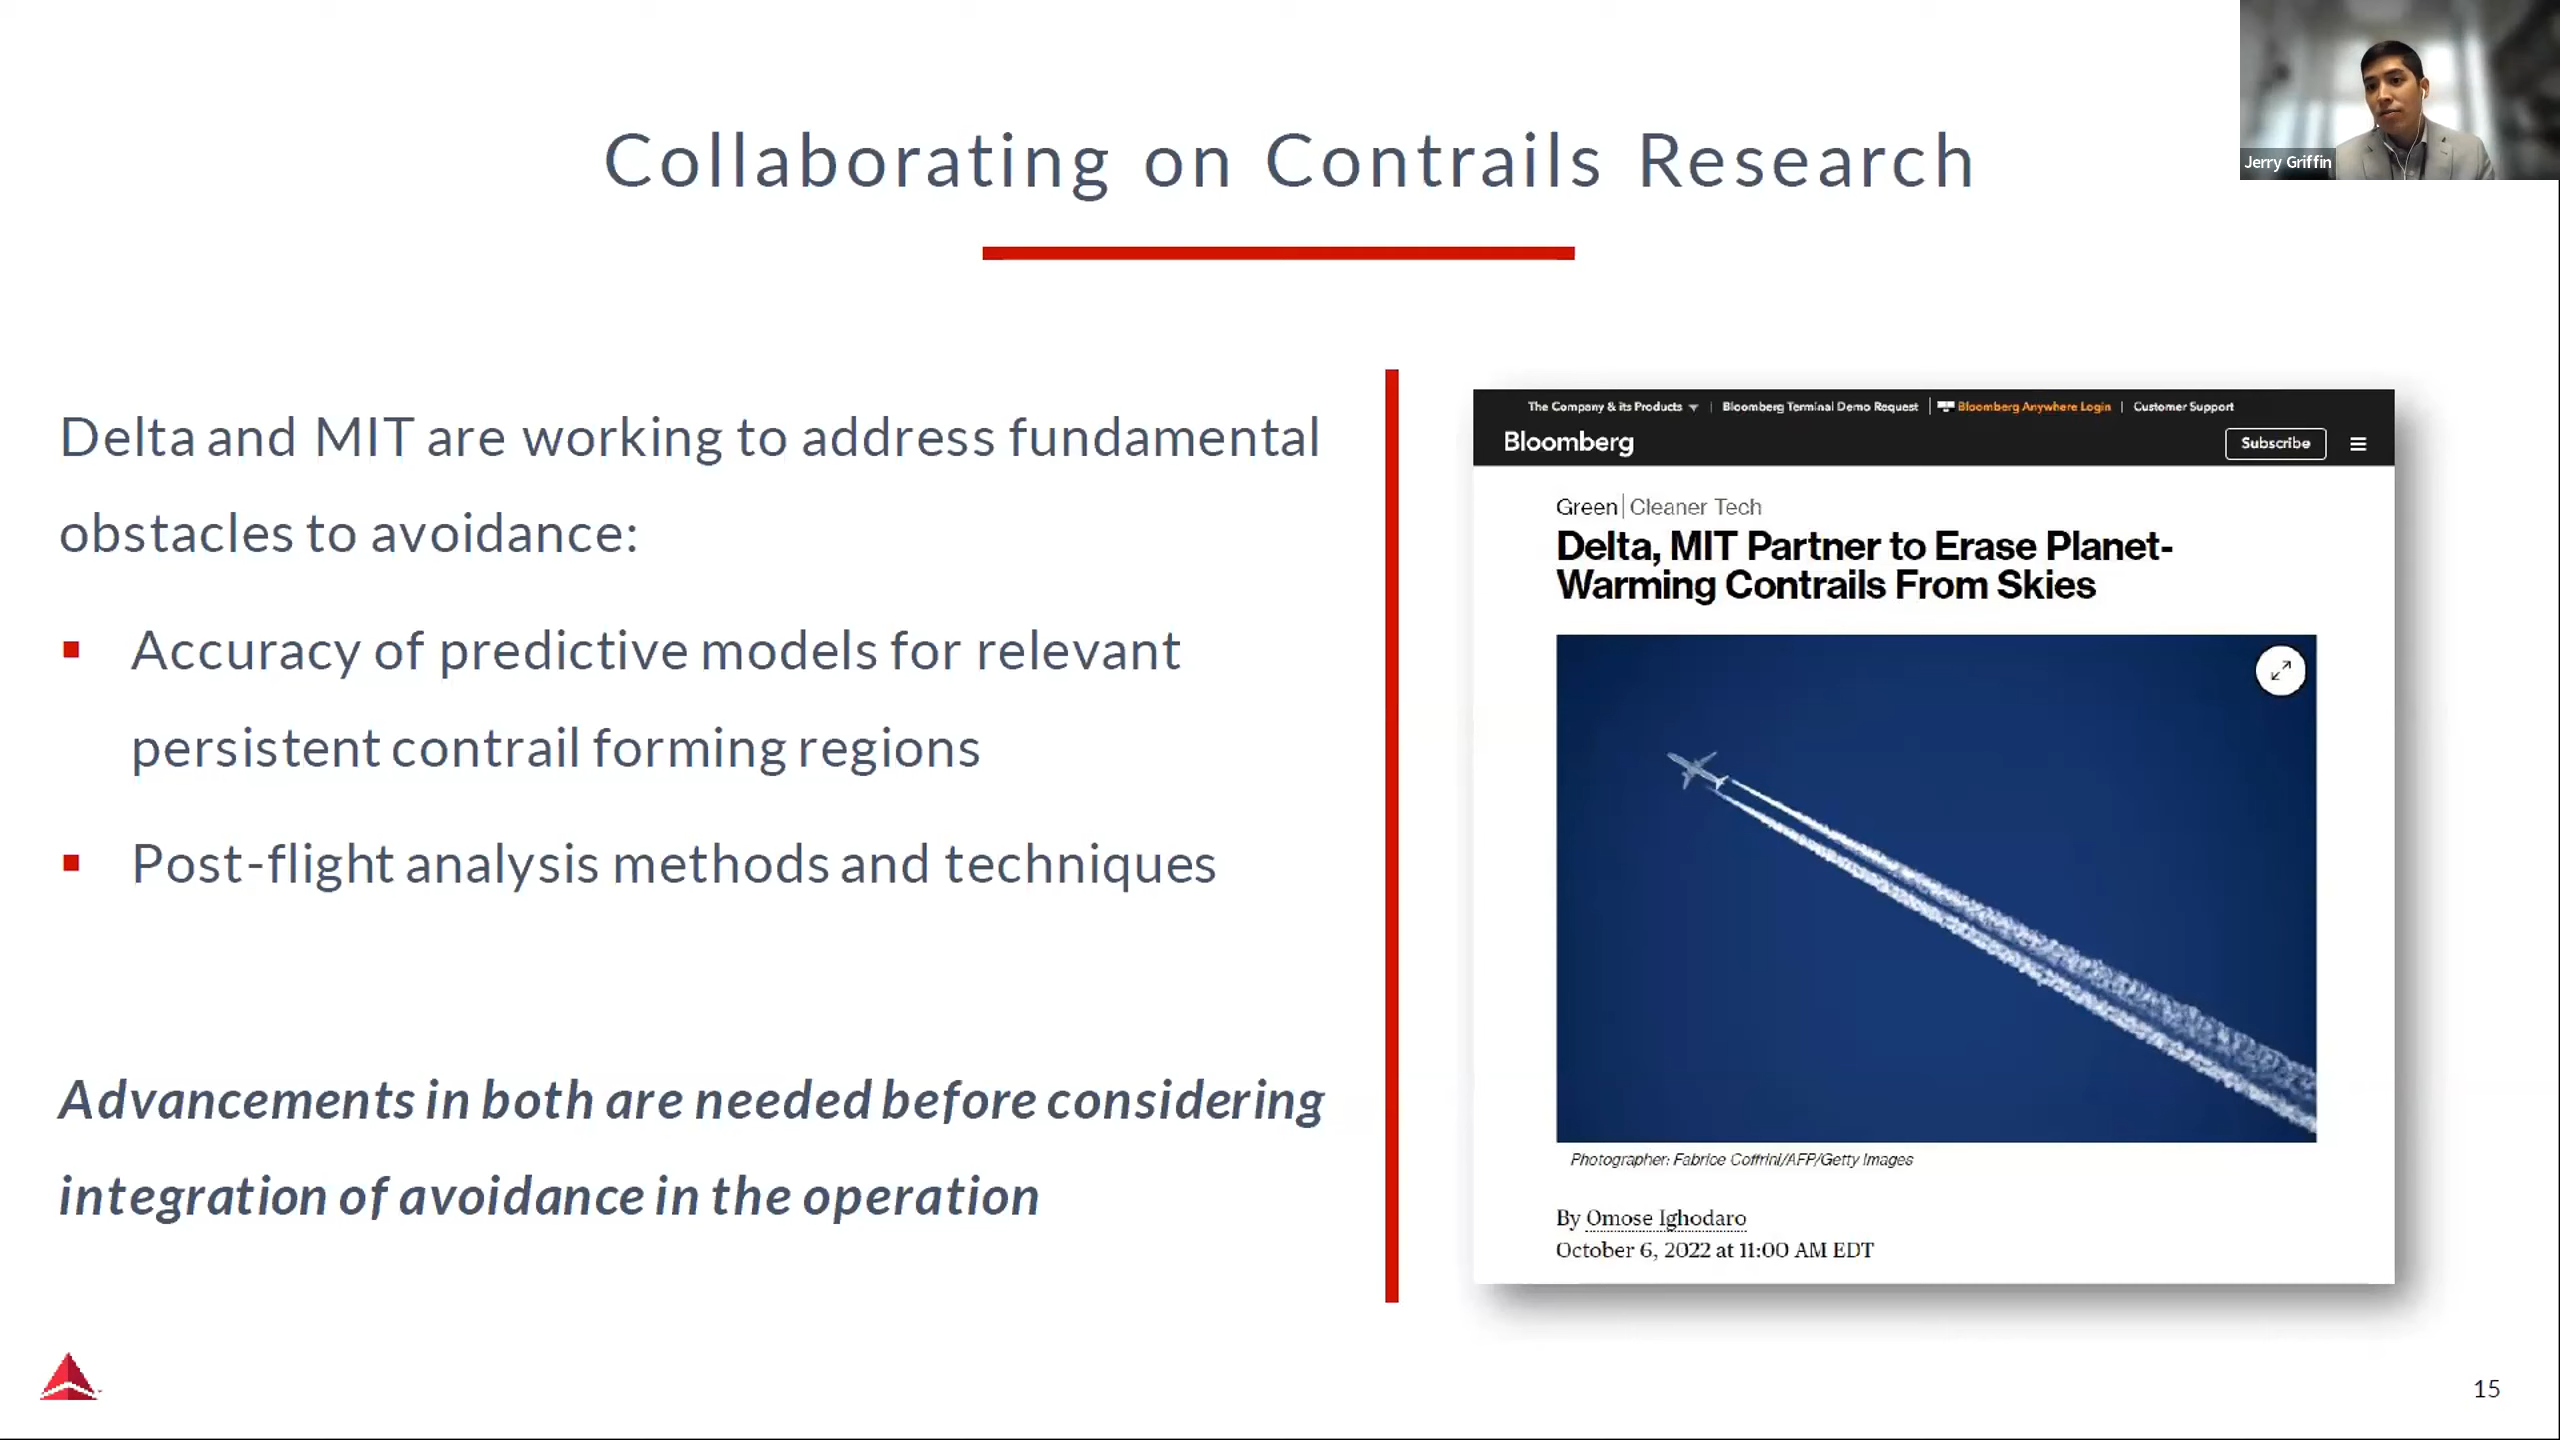 Collaborating on Contrails Research
Jerry Griffin
Delta and MIT are working to address fundamental
obstacles to avoidance:
Accuracy of predictive models for relevant
persistent contrail forming regions
Post-flight analysis methods and techniques
Advancements in both are needed before considering
integration of avoidance in the operation
The Company & its Products | Bloomberg Terminal Demo Request | Bloomberg Anywhere Login | Customer Support
Bloomberg
Subscribe
Green | Cleaner Tech
Delta, MIT Partner to Erase Planet-
Warming Contrails From Skies
Photographer: Fabrice Coffrini/AFP/Getty Images
By Omose Ighodaro
October 6, 2022 at 11:00 AM EDT
15